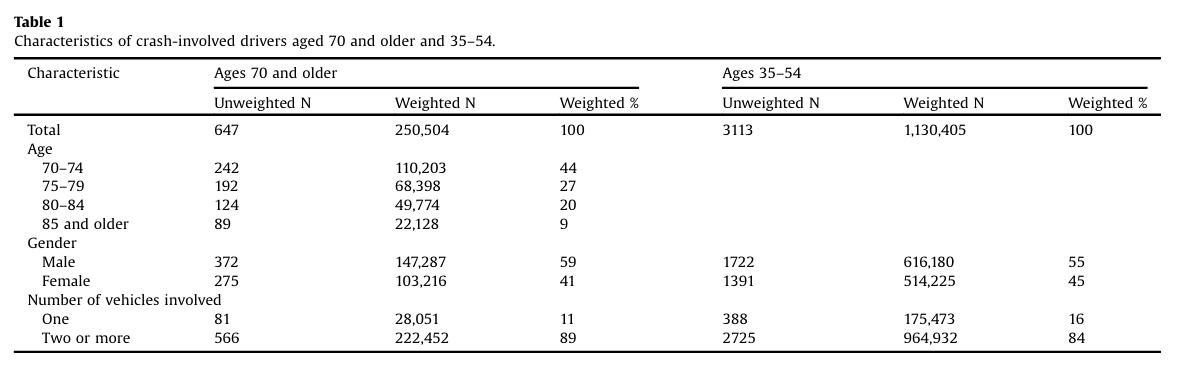 Table 1
Characteristics of crash-involved drivers aged 70 and older and 35–54.
Characteristic Ages 70 and older Ages 35–54
Unweighted N Weighted N Weighted % Unweighted N Weighted N Weighted %
Total 647 250,504 100 3113 1,130,405 100
Age
70–74 242 110,203 44
75–79 192 68,398 27
80–84 124 49,774 20
85 and older 89 22,128 9
Gender
Male 372 147,287 59 1722 616,180 55
Female 275 103,216 41 1391 514,225 45
Number of vehicles involved
One 81 28,051 11 388 175,473 16
Two or more 566 222,452 89 2725 964,932 84